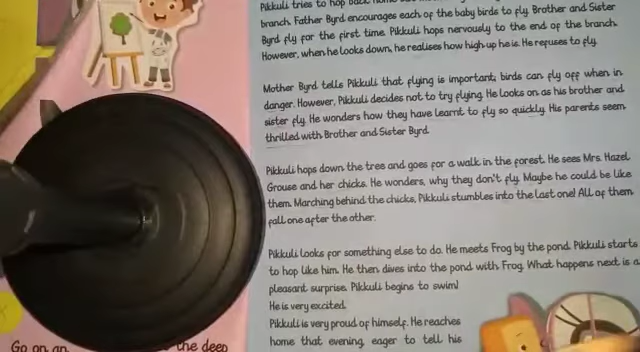 Pikkuli tries to hop back home
branch. Father Byrd encourages each of the baby birds to fly. Brother and Sister
Byrd fly for the first time. Pikkuli hops nervously to the end of the branch.
However, when he looks down, he realises how high up he is. He refuses to fly.
Mother Byrd tells Pikkuli that flying is important; birds can fly off when in
danger. However, Pikkuli decides not to try flying. He looks on as his brother and
sister fly. He wonders how they have learnt to fly so quickly. His parents seem
thrilled with Brother and Sister Byrd.
Pikkuli hops down the tree and goes for a walk in the forest. He sees Mrs. Hazel
Grouse and her chicks. He wonders, why they don't fly. Maybe he could be like
them. Marching behind the chicks, Pikkuli stumbles into the last one! All of them
fall one after the other.
Pikkuli looks for something else to do. He meets Frog by the pond. Pikkuli starts
to hop like him. He then dives into the pond with Frog. What happens next is a
pleasant surprise. Pikkuli begins to swim!
He is very excited.
Pikkuli is very proud of himself. He reaches
home that evening, eager to tell his
Go on an the deep